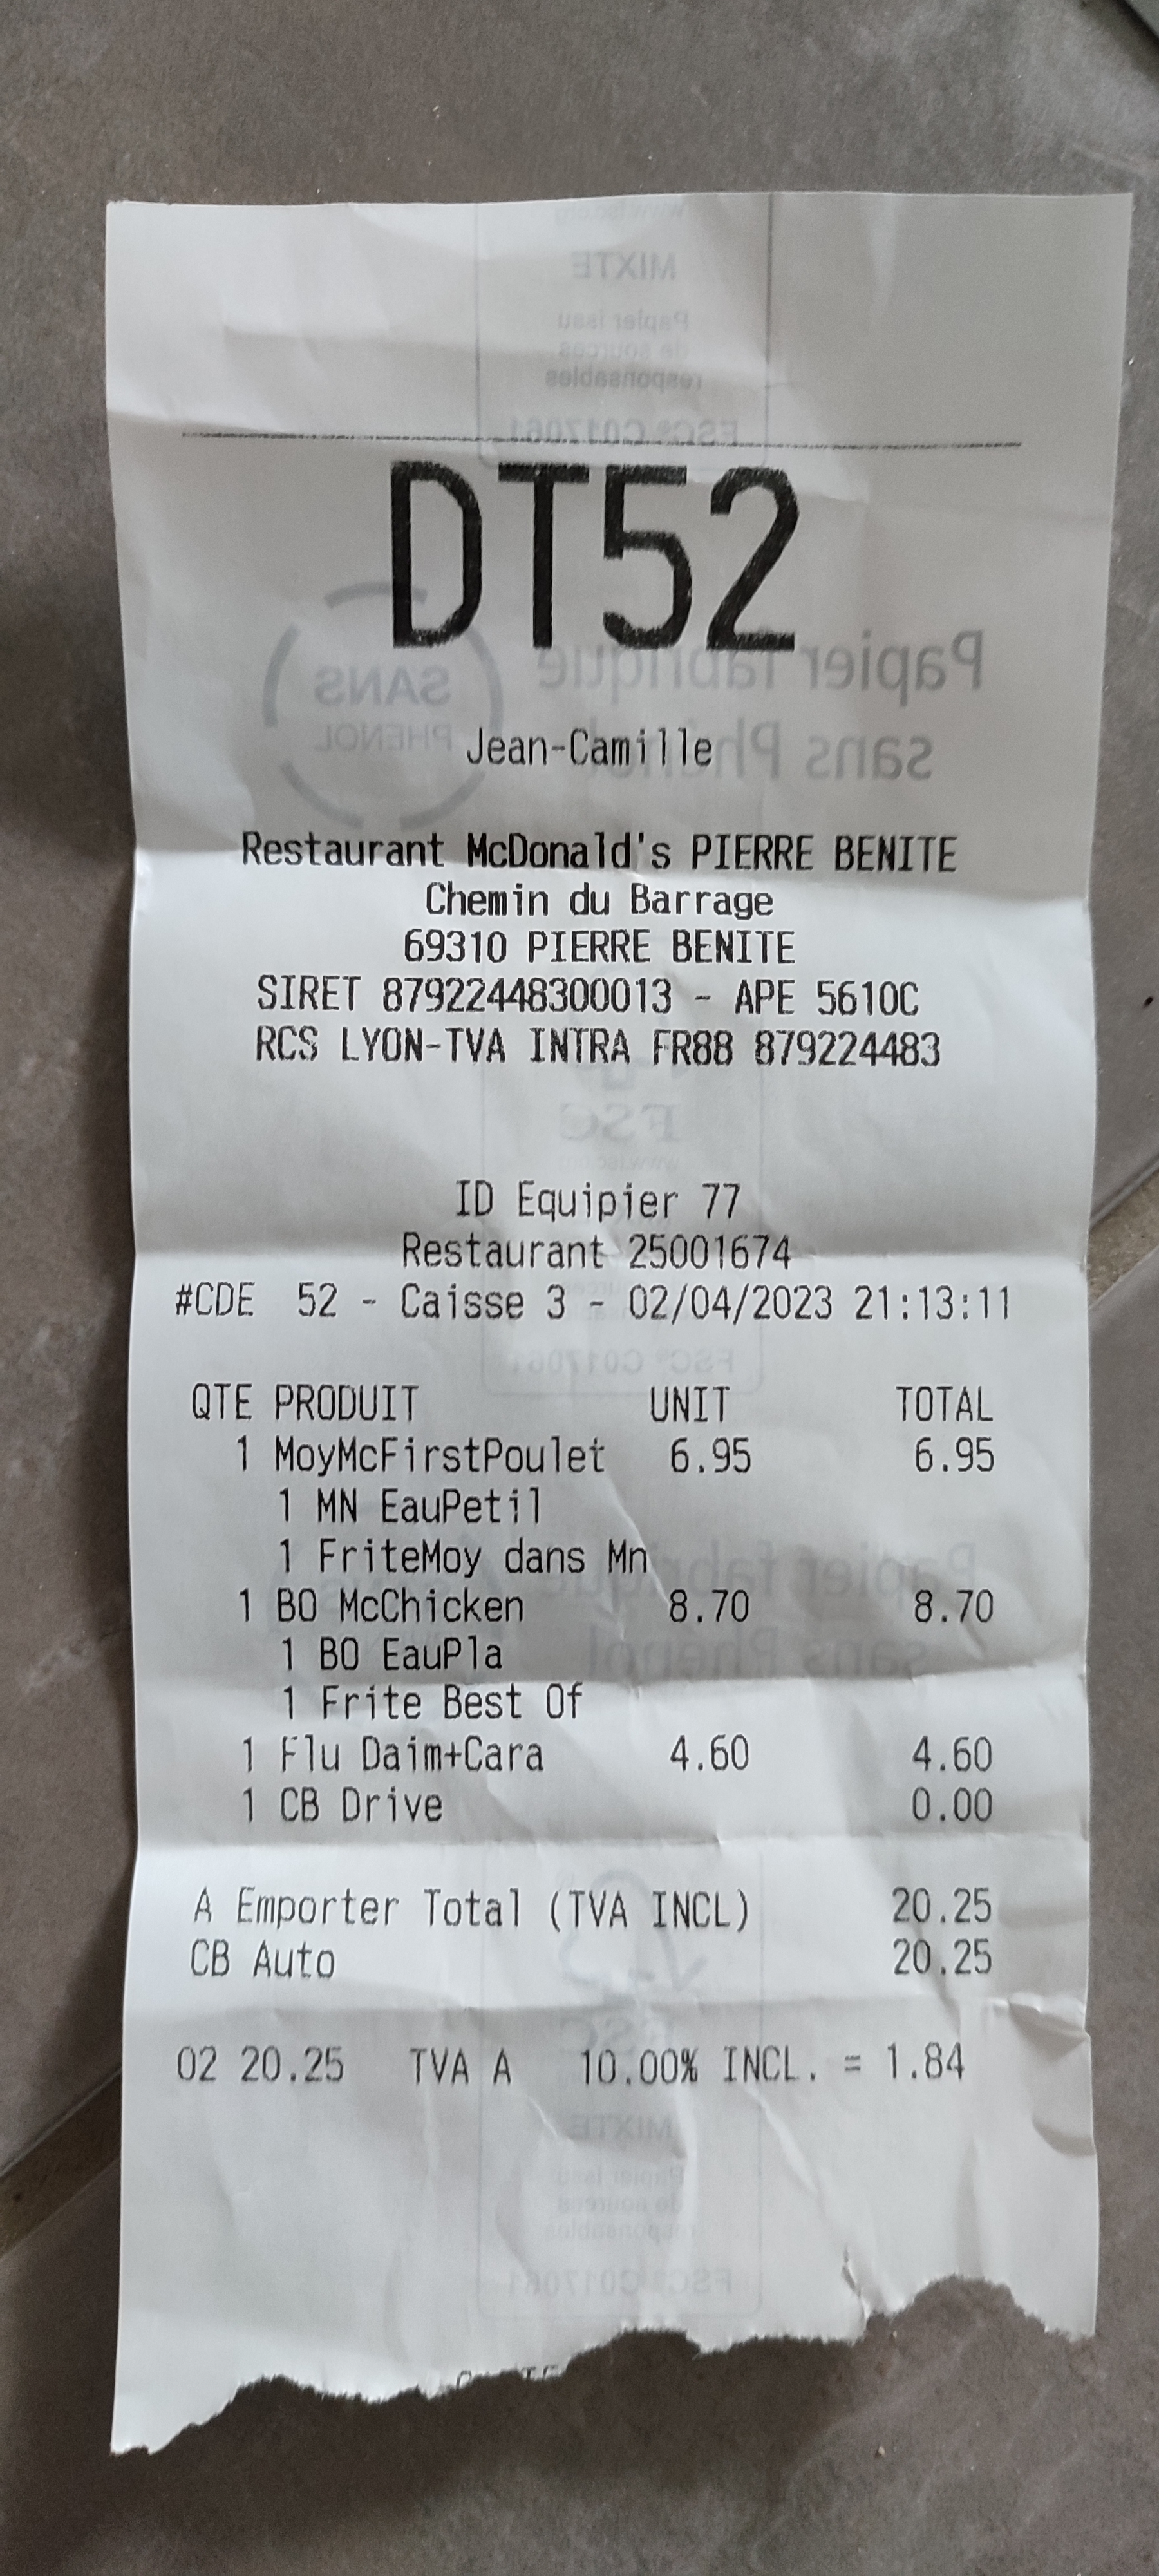 DT52
Jean-Camille
Restaurant McDonald's PIERRE BENITE
Chemin du Barrage
69310 PIERRE BENITE
SIRET 87922448300013 - APE 5610C
RCS LYON-TVA INTRA FR88 879224483
ID Equipier 77
Restaurant 25001674
#CDE 52 - Caisse 3 - 02/04/2023 21:13:11
QTE PRODUIT UNIT TOTAL
1 MoyMcFirstPoulet 6.95 6.95
1 MN EauPetil
1 FriteMoy dans Mn
1 BO McChicken 8.70 8.70
1 BO EauPla
1 Frite Best Of
1 Flu Daim+Cara 4.60 4.60
1 CB Drive 0.00
A Emporter Total (TVA INCL) 20.25
CB Auto 20.25
02 20.25 TVA A 10.00% INCL. = 1.84